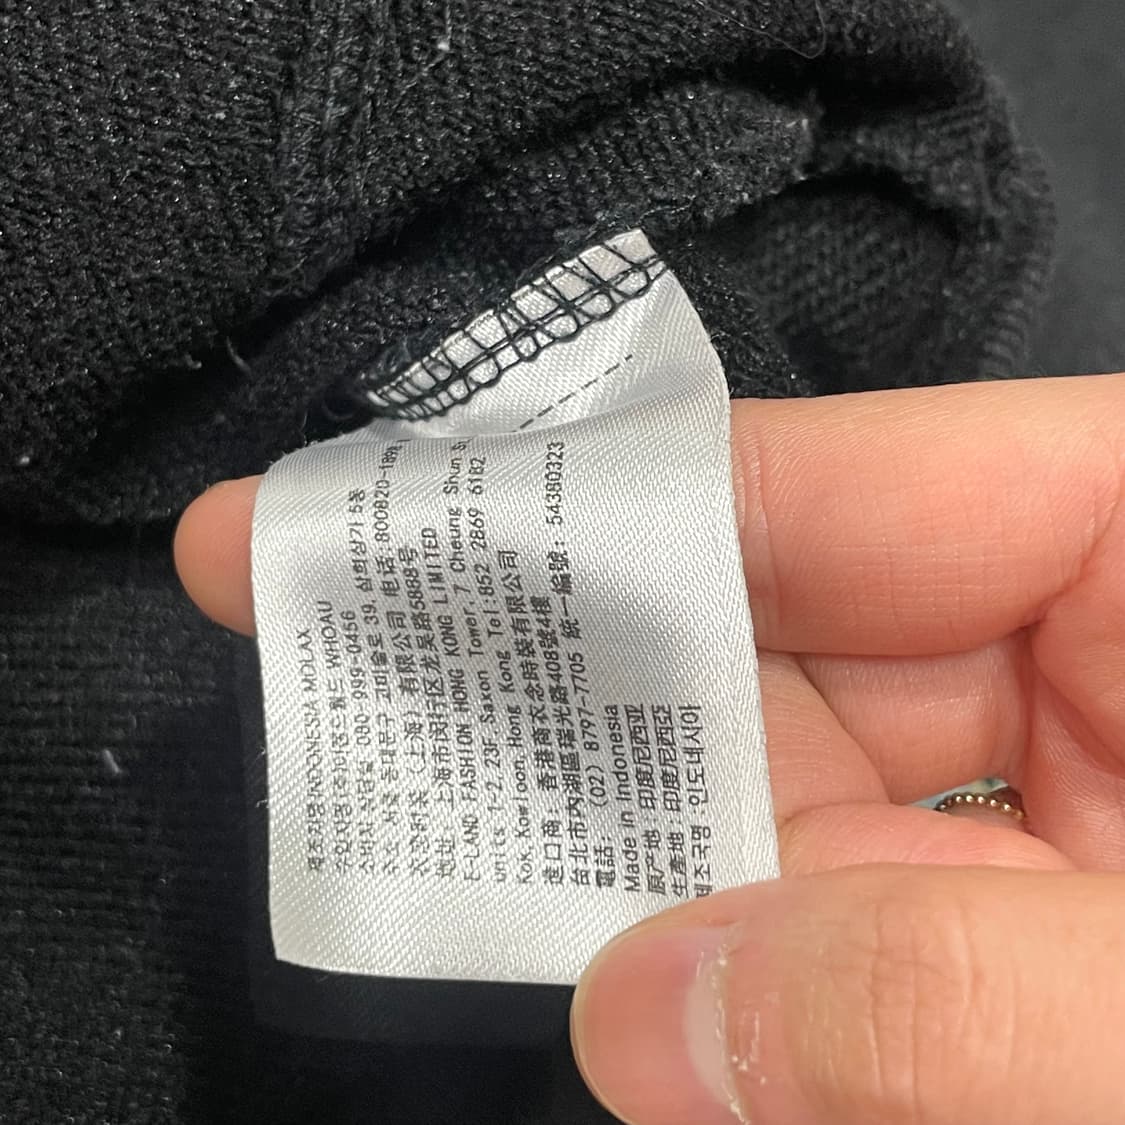 제조자명:INDONESIA MOLAX
수입자명:(주)이랜드월드 WHOAU
소비자 상담실 080-999-0456
주소: 서울 동대문구 고미술로 39, 삼희상가 5동
衣恋时装（上海）有限公司 电话:800820-1898
地址: 上海市闵行区龙吴路5888号
E-LAND FASHION HONG KONG LIMITED
units 1-2, 23F, Saxon Tower, 7 Cheung Shun
Kok, Kowloon, Hong Kong Tel:852 2869 6182
進口商: 香港商衣念時裝有限公司
台北市內湖區瑞光路408號4樓
電話: (02) 8797-7705 統一編號: 54380323
Made in Indonesia
原产地:印度尼西亚
生產地:印度尼西亞
제조국명:인도네시아